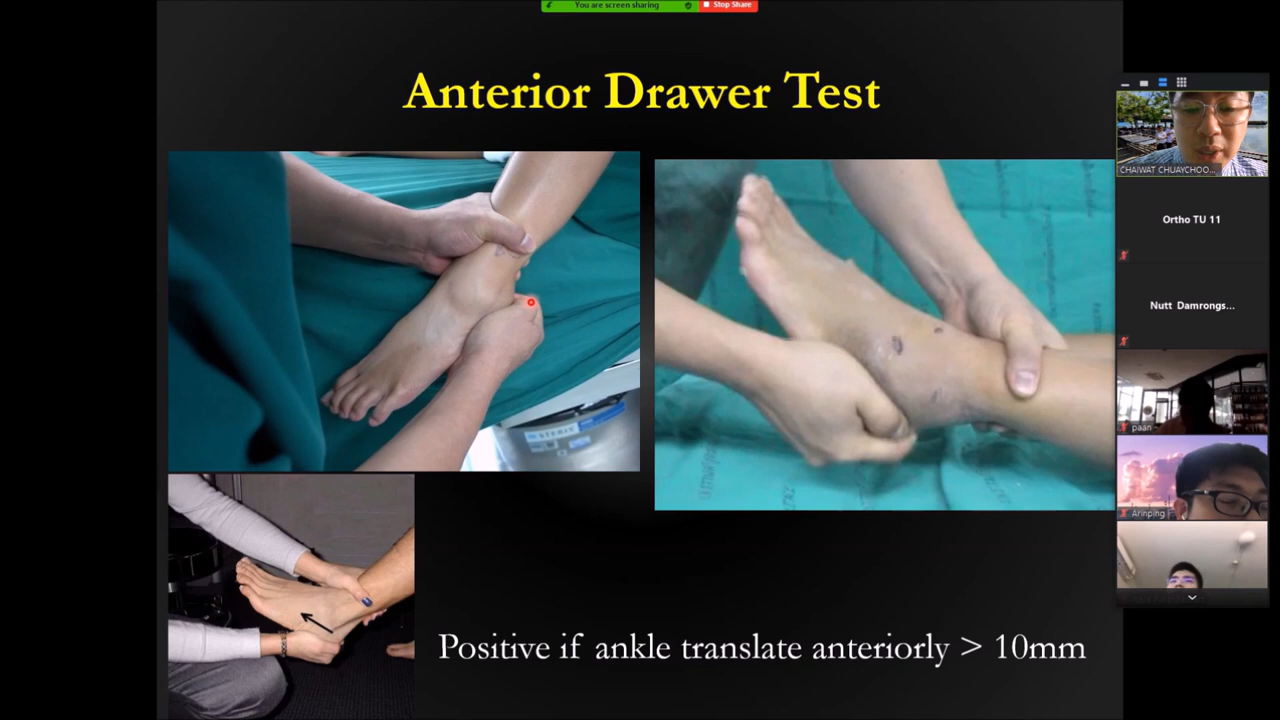 You are screen sharing
Stop Share
Anterior Drawer Test
Positive if ankle translate anteriorly > 10mm
CHAIWAT CHUAYCHOO...
Ortho TU 11
Nutt Damrongs...
paan
Arinping